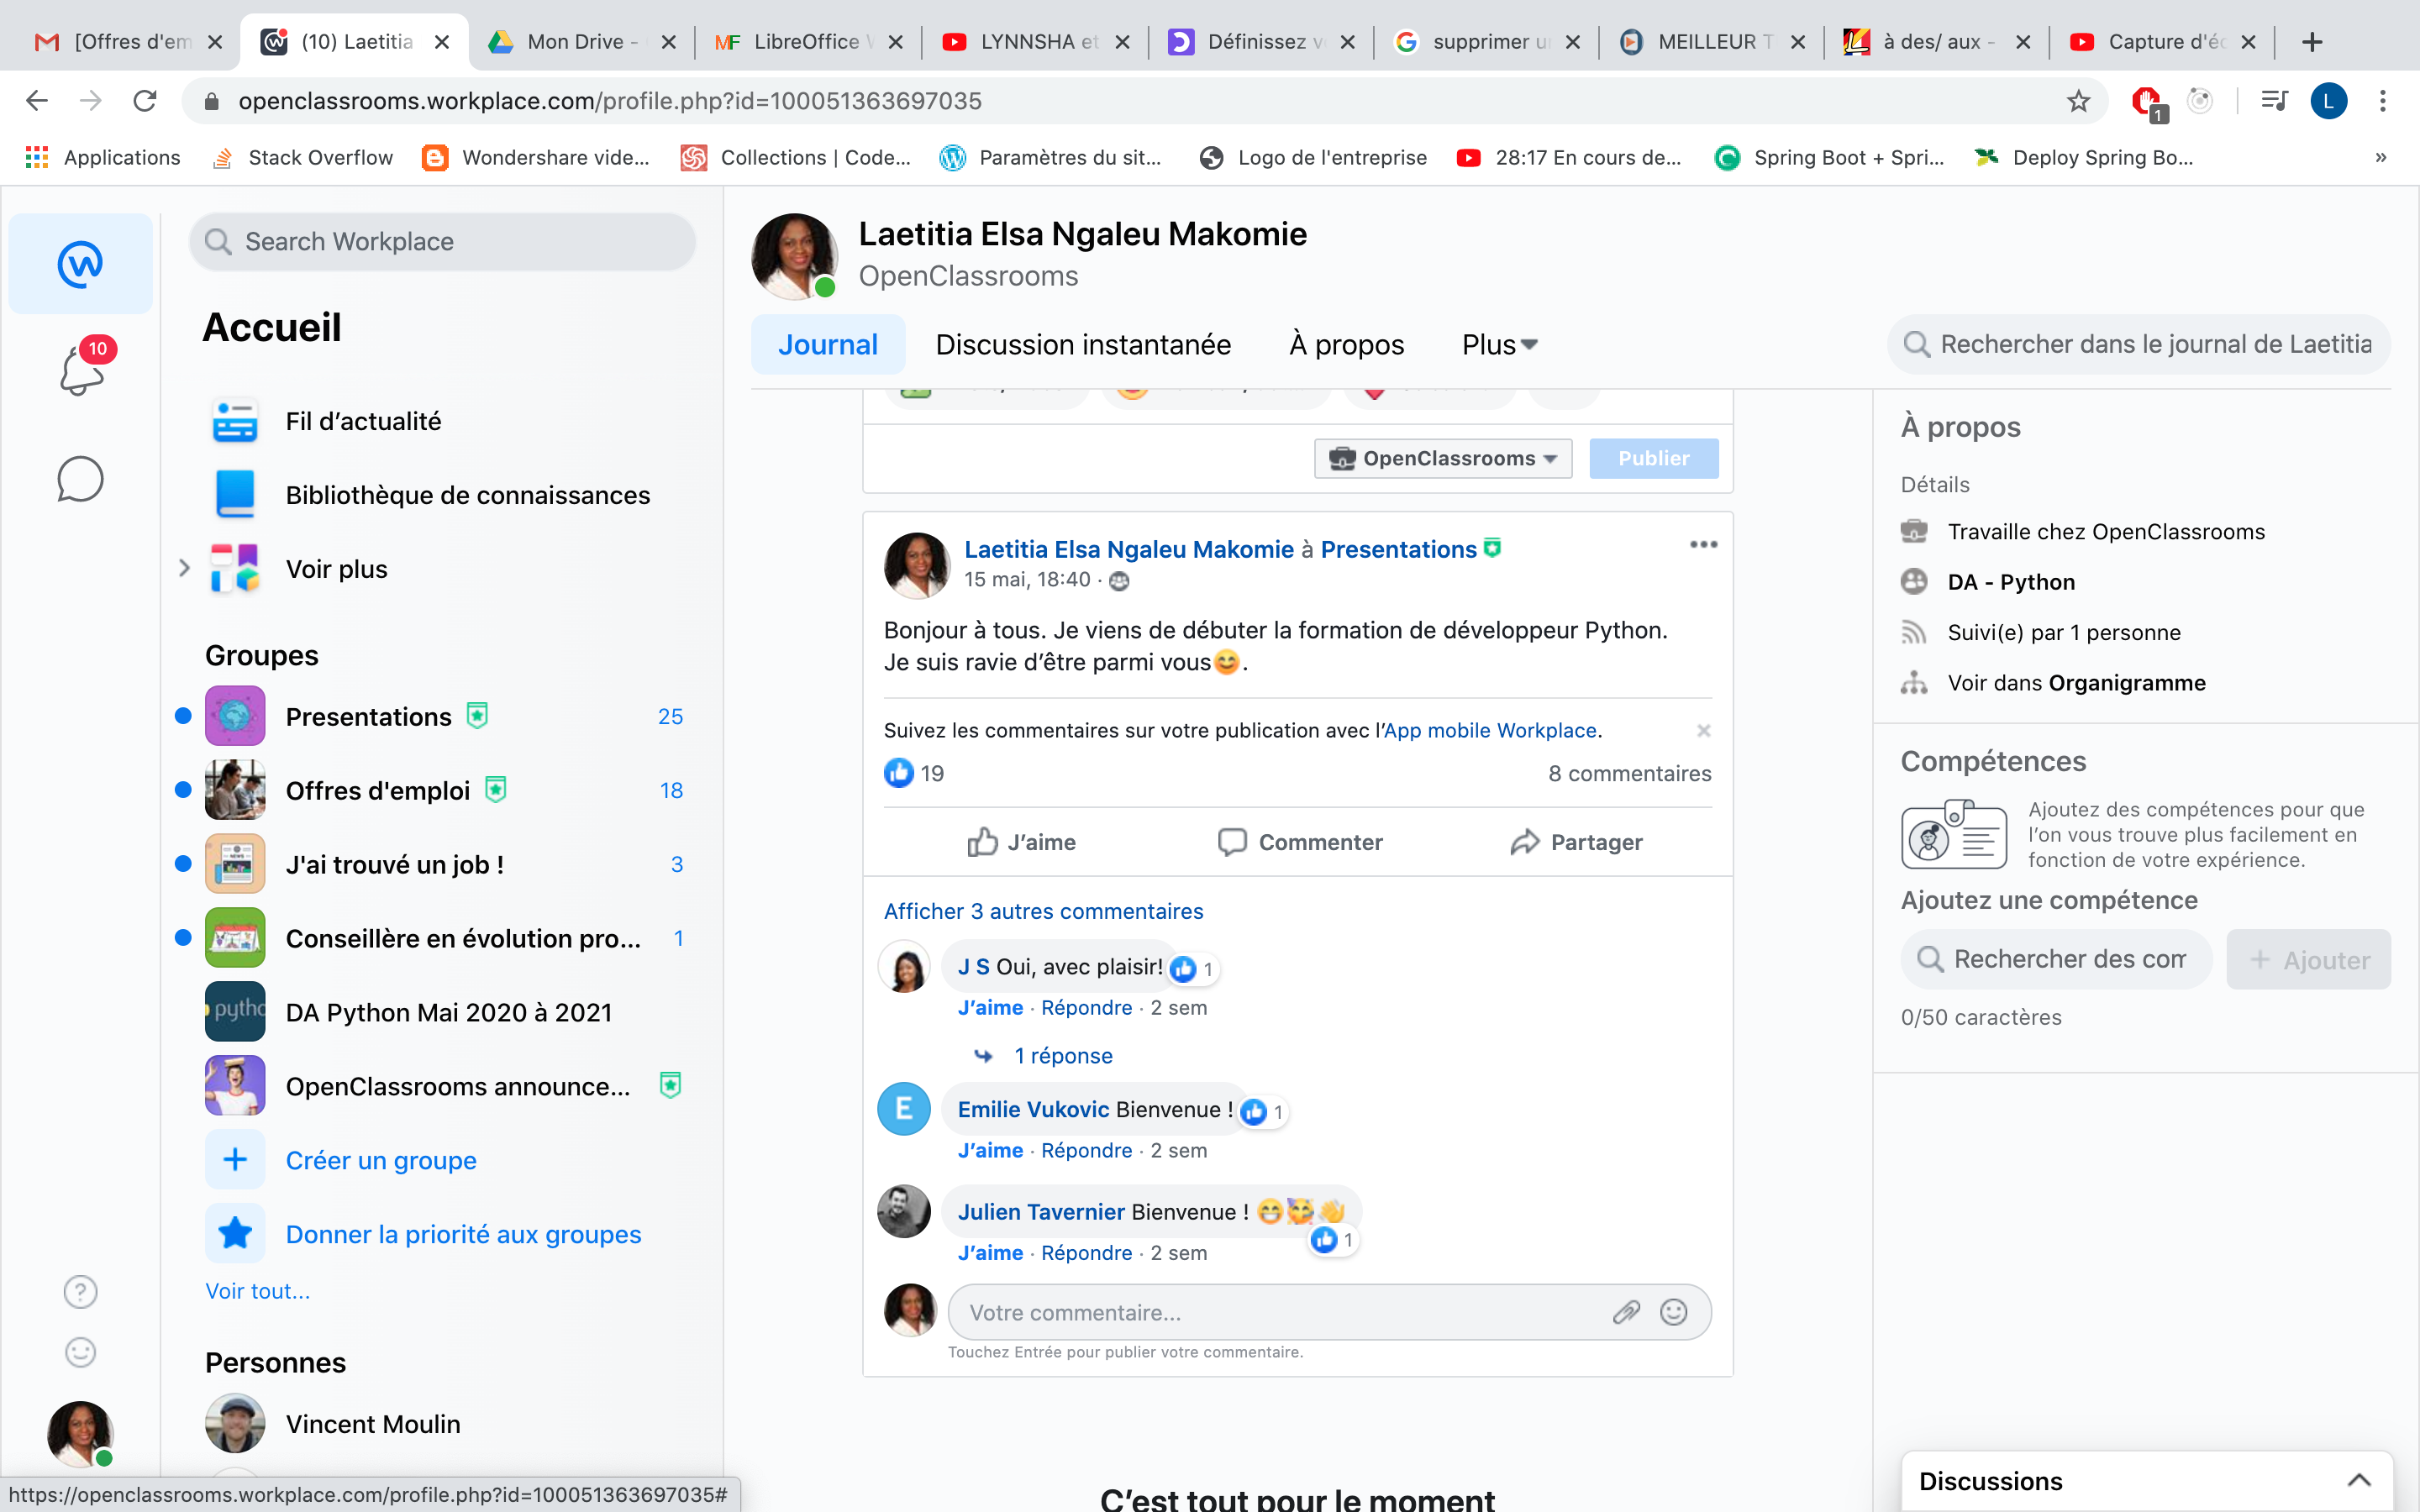 [Offres d'em
(10) Laetitia
Mon Drive -
LibreOffice
LYNNSHA et
Définissez v
supprimer u
MEILLEUR T
à des/ aux -
Capture d'éc
openclassrooms.workplace.com/profile.php?id=100051363697035
1
L
Applications
Stack Overflow
Wondershare vide...
Collections | Code...
Paramètres du sit...
Logo de l'entreprise
28:17 En cours de...
Spring Boot + Spri...
Deploy Spring Bo...
»
10
Search Workplace
Accueil
Fil d’actualité
Bibliothèque de connaissances
Voir plus
Groupes
Presentations 25
Offres d'emploi 18
J'ai trouvé un job ! 3
Conseillère en évolution pro... 1
pytho
DA Python Mai 2020 à 2021
OpenClassrooms announce...
Créer un groupe
Donner la priorité aux groupes
Voir tout...
Personnes
Vincent Moulin
https://openclassrooms.workplace.com/profile.php?id=100051363697035#
Laetitia Elsa Ngaleu Makomie
OpenClassrooms
Journal
Discussion instantanée
À propos
Plus
Rechercher dans le journal de Laetitia
OpenClassrooms
Publier
Laetitia Elsa Ngaleu Makomie à Presentations
15 mai, 18:40 ·
Bonjour à tous. Je viens de débuter la formation de développeur Python.
Je suis ravie d’être parmi vous😊.
Suivez les commentaires sur votre publication avec l’App mobile Workplace.
19
8 commentaires
J’aime
Commenter
Partager
Afficher 3 autres commentaires
J S Oui, avec plaisir! 1
J’aime · Répondre · 2 sem
1 réponse
E
Emilie Vukovic Bienvenue ! 1
J’aime · Répondre · 2 sem
Julien Tavernier Bienvenue ! 😁🥳👋
1
J’aime · Répondre · 2 sem
Votre commentaire...
Touchez Entrée pour publier votre commentaire.
C’est tout pour le moment
À propos
Détails
Travaille chez OpenClassrooms
DA - Python
Suivi(e) par 1 personne
Voir dans Organigramme
Compétences
Ajoutez des compétences pour que
l’on vous trouve plus facilement en
fonction de votre expérience.
Ajoutez une compétence
Rechercher des com
+ Ajouter
0/50 caractères
Discussions